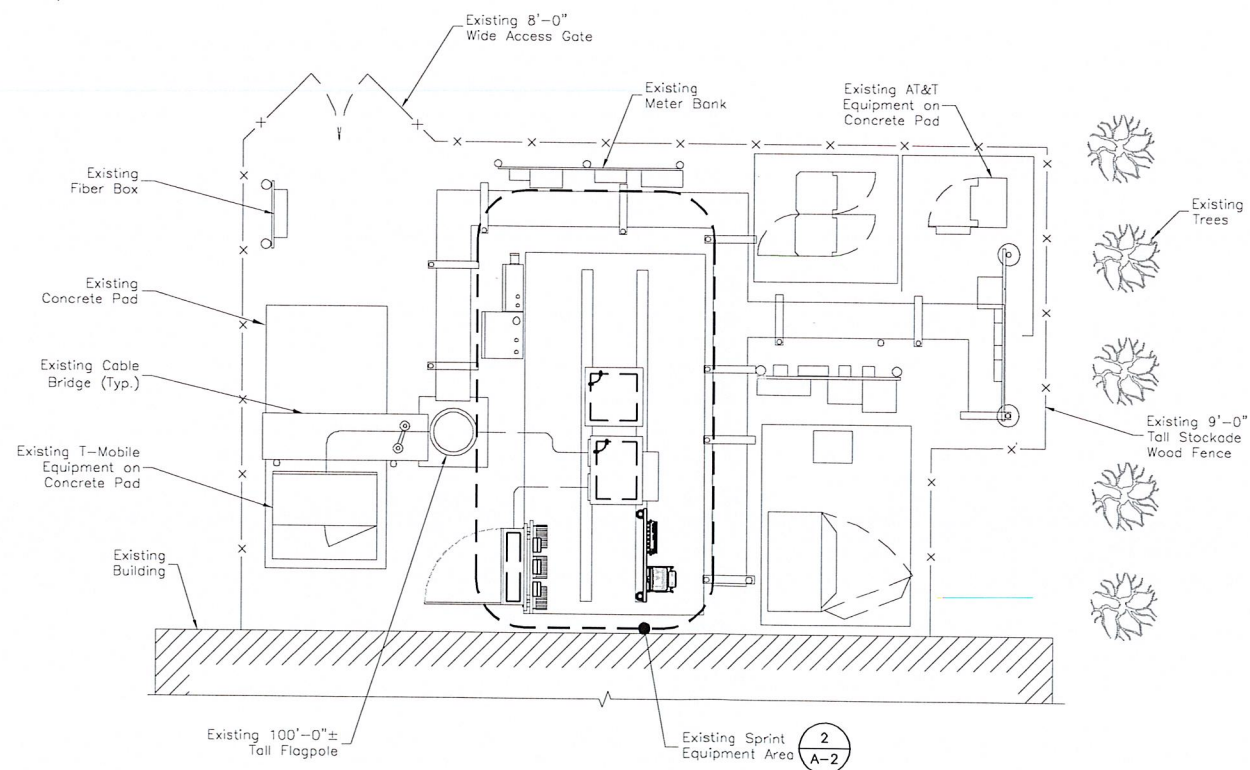 Existing 8'-0"
Wide Access Gate
Existing
Meter Bank
Existing AT&T
Equipment on
Concrete Pad
Existing
Fiber Box
Existing
Trees
Existing
Concrete Pad
Existing Cable
Bridge (Typ.)
Existing 9'-0"
Tall Stockade
Wood Fence
Existing T-Mobile
Equipment on
Concrete Pad
Existing
Building
Existing 100'-0"±
Tall Flagpole
Existing Sprint
Equipment Area
2
A-2